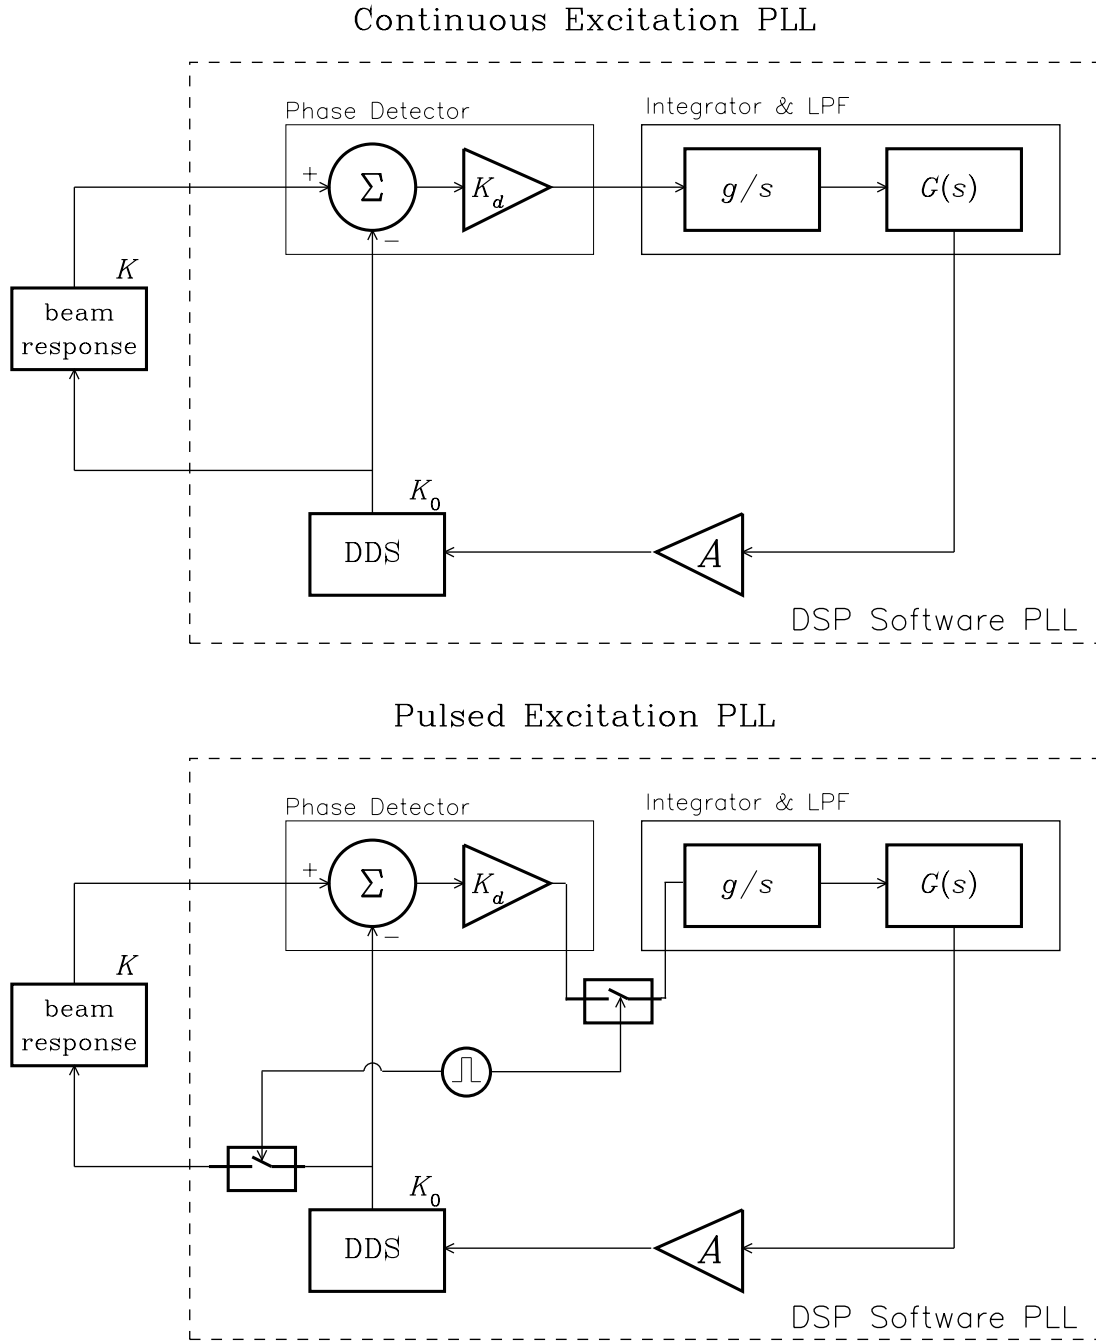 Continuous Excitation PLL
Phase Detector
Integrator & LPF
+
Σ
K_d
g/s
G(s)
−
K
beam
response
K_0
DDS
A
DSP Software PLL
Pulsed Excitation PLL
Phase Detector
Integrator & LPF
+
Σ
K_d
g/s
G(s)
−
K
beam
response
K_0
DDS
A
DSP Software PLL